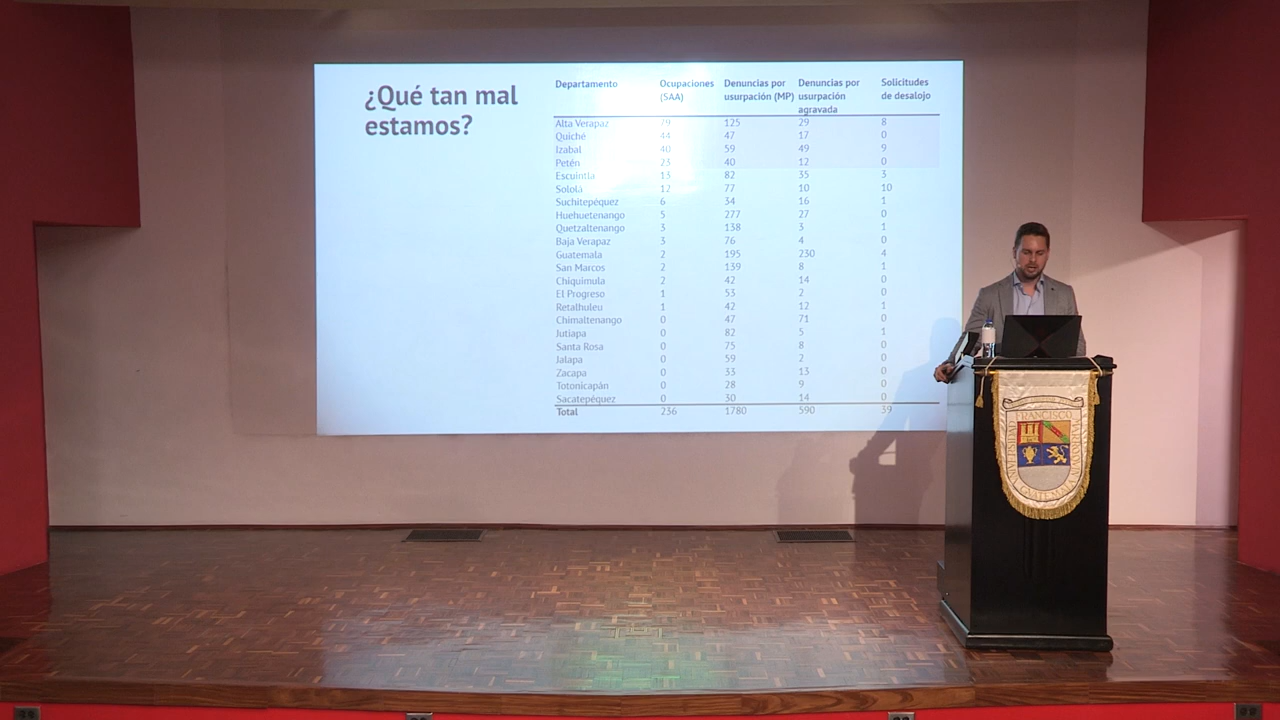 ¿Qué tan mal
estamos?
Departamento Ocupaciones (SAA) Denuncias por usurpación (MP) Denuncias por usurpación agravada Solicitudes de desalojo
Alta Verapaz 79 125 29 8
Quiché 44 47 17 0
Izabal 40 59 49 9
Petén 23 40 12 0
Escuintla 13 82 35 3
Sololá 12 77 10 10
Suchitepéquez 6 34 16 1
Huehuetenango 5 277 27 0
Quetzaltenango 3 138 3 1
Baja Verapaz 3 76 4 0
Guatemala 2 195 230 4
San Marcos 2 139 8 1
Chiquimula 2 42 14 0
El Progreso 1 53 2 0
Retalhuleu 1 42 12 1
Chimaltenango 0 47 71 0
Jutiapa 0 82 5 1
Santa Rosa 0 75 8 0
Jalapa 0 59 2 0
Zacapa 0 33 13 0
Totonicapán 0 28 9 0
Sacatepéquez 0 30 14 0
Total 236 1780 590 39
FRANCISCO